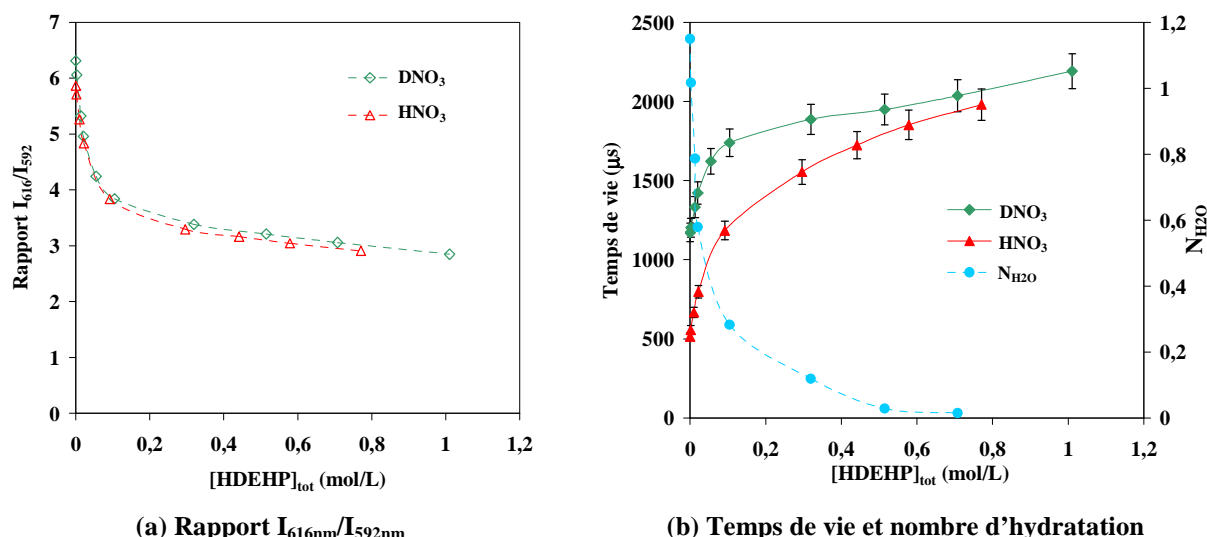 7
6
5
4
3
2
1
0
Rapport I616/I592
0 0,2 0,4 0,6 0,8 1 1,2
[HDEHP]tot (mol/L)
DNO3
HNO3
(a) Rapport I616nm/I592nm
2500
2000
1500
1000
500
0
Temps de vie (µs)
0 0,2 0,4 0,6 0,8 1 1,2
[HDEHP]tot (mol/L)
1,2
1
0,8
0,6
0,4
0,2
0
NH2O
DNO3
HNO3
NH2O
(b) Temps de vie et nombre d’hydratation